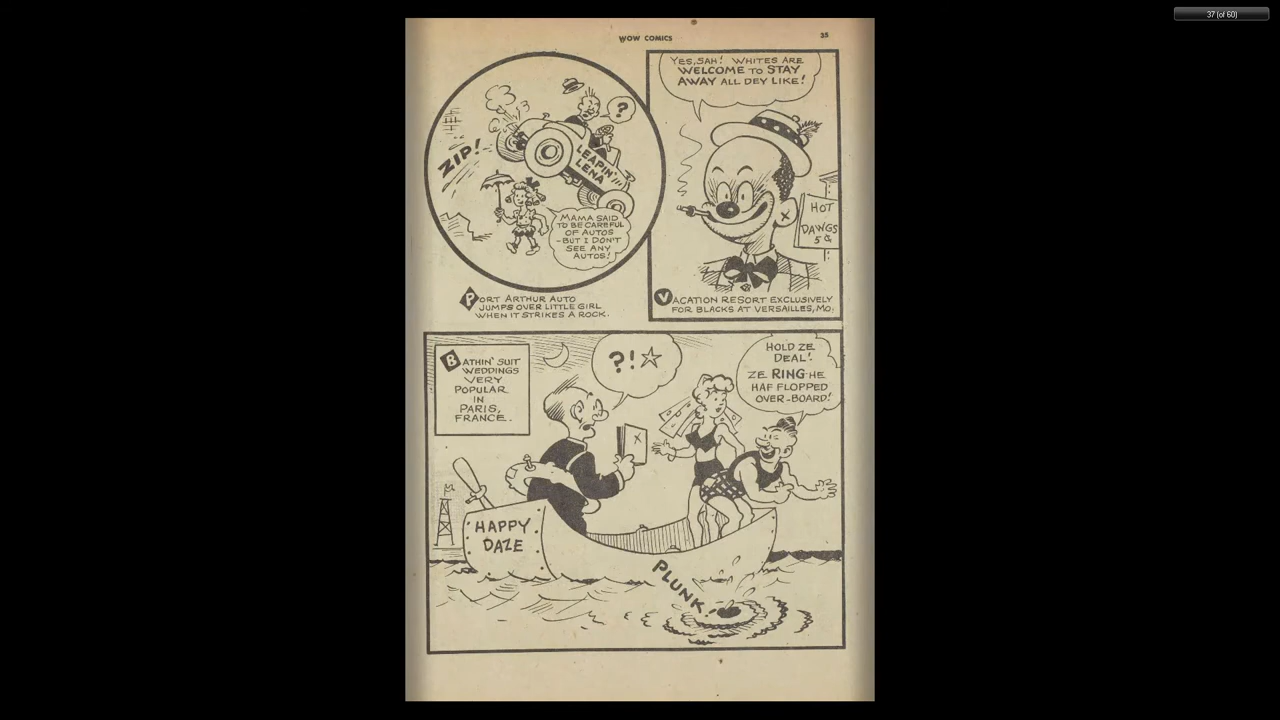 37 (of 60)
WOW COMICS
35
ZIP!
?
LEAPIN'
LENA
MAMA SAID
TO BE CAREFUL
OF AUTOS
-BUT I DON'T
SEE ANY
AUTOS!
PORT ARTHUR AUTO
JUMPS OVER LITTLE GIRL
WHEN IT STRIKES A ROCK.
YES, SAH! WHITES ARE
WELCOME TO STAY
AWAY ALL DEY LIKE!
HOT
DAWGS
5¢
VACATION RESORT EXCLUSIVELY
FOR BLACKS AT VERSAILLES, MO.
BATHIN' SUIT
WEDDINGS
VERY
POPULAR
IN
PARIS,
FRANCE.
?!☆
HOLD ZE
DEAL!
ZE RING-HE
HAF FLOPPED
OVER-BOARD!
HAPPY
DAZE
PLUNK!